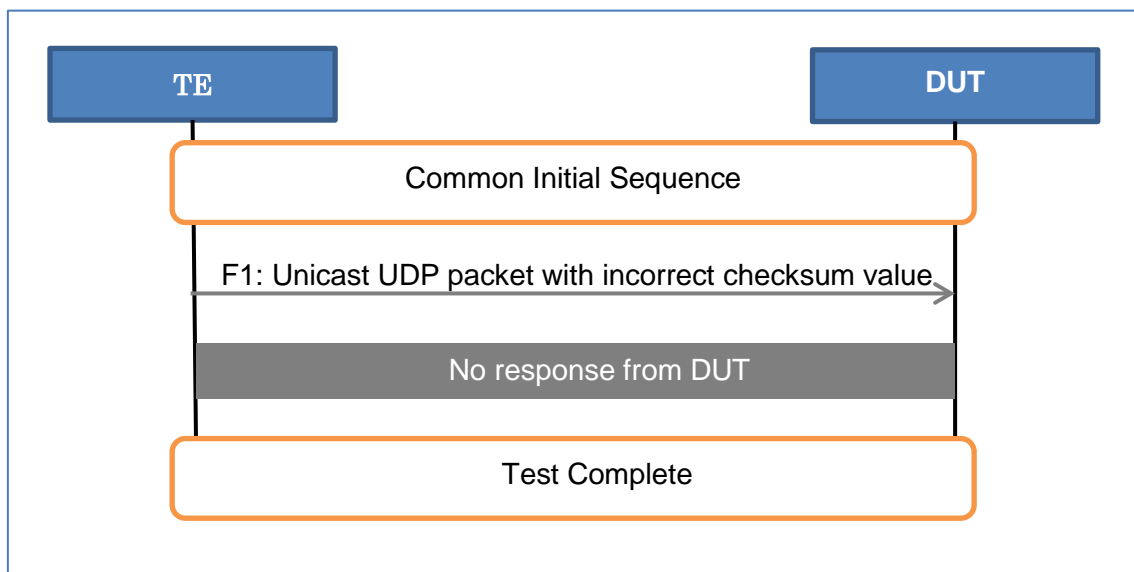 TE
DUT
Common Initial Sequence
F1: Unicast UDP packet with incorrect checksum value
No response from DUT
Test Complete